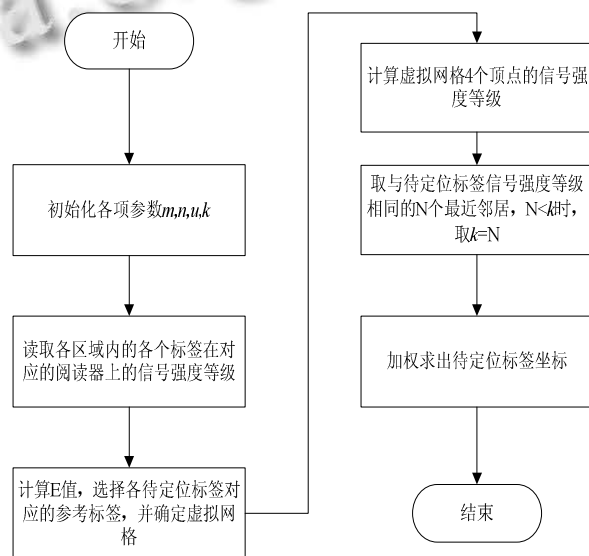 开始
初始化各项参数m,n,u,k
读取各区域内的各个标签在对
应的阅读器上的信号强度等级
计算E值，选择各待定位标签对
应的参考标签，并确定虚拟网
格
计算虚拟网格4个顶点的信号强
度等级
取与待定位标签信号强度等级
相同的N个最近邻居，N<k时，
取k=N
加权求出待定位标签坐标
结束